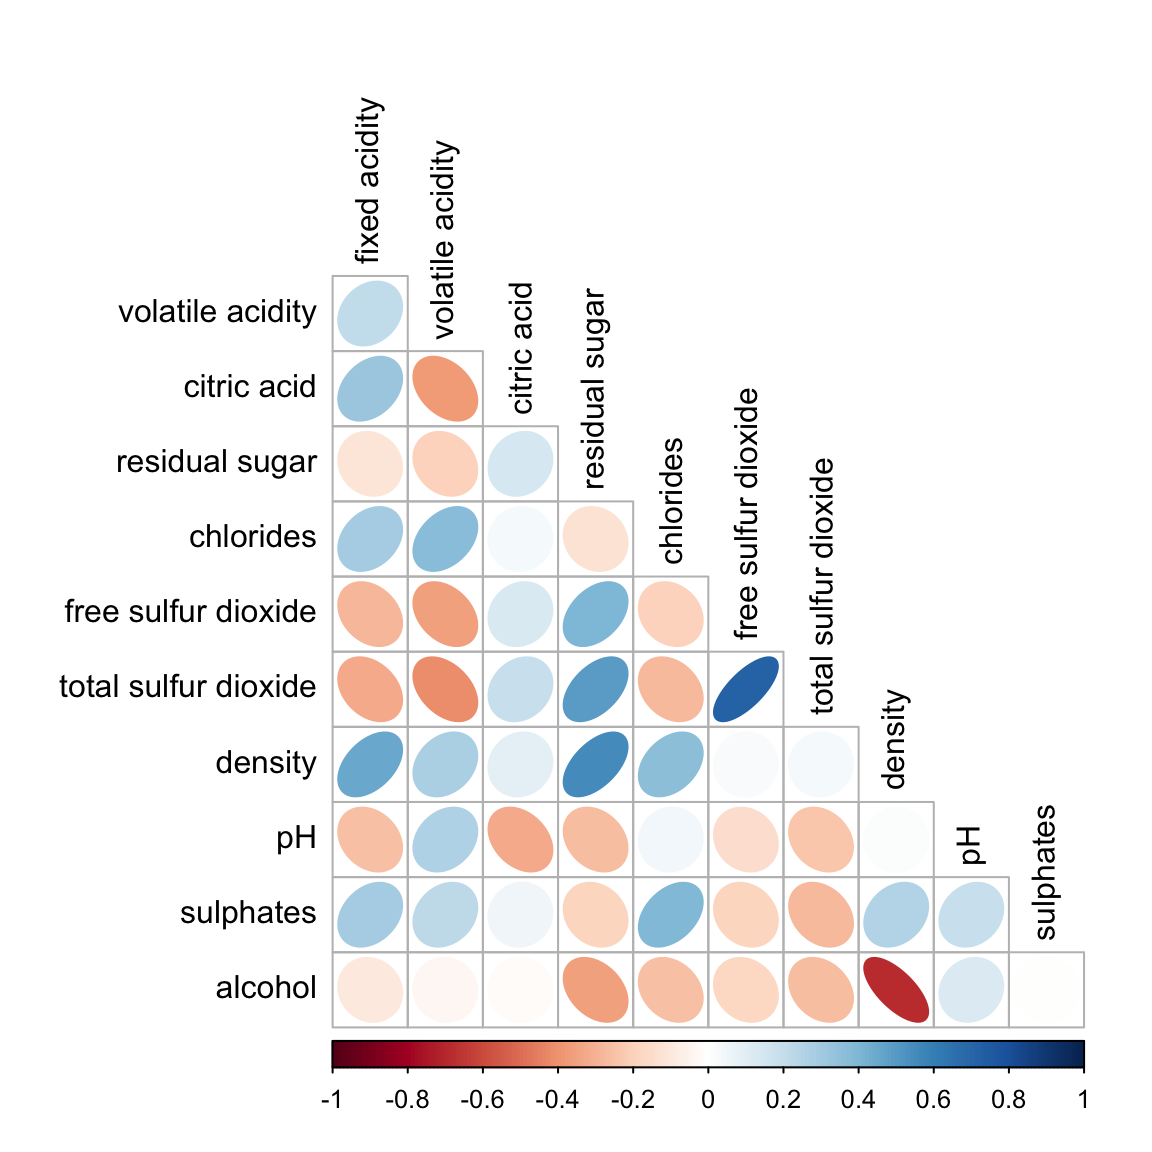 fixed acidity
volatile acidity
citric acid
residual sugar
chlorides
free sulfur dioxide
total sulfur dioxide
density
pH
sulphates
volatile acidity
citric acid
residual sugar
chlorides
free sulfur dioxide
total sulfur dioxide
density
pH
sulphates
alcohol
-1 -0.8 -0.6 -0.4 -0.2 0 0.2 0.4 0.6 0.8 1